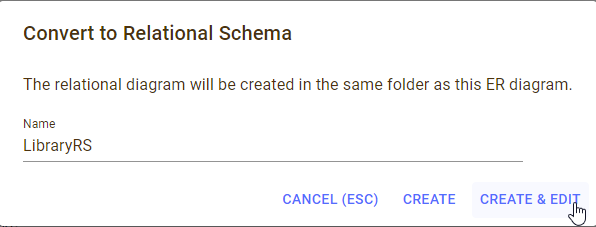 Convert to Relational Schema
The relational diagram will be created in the same folder as this ER diagram.
Name
LibraryRS
CANCEL (ESC) CREATE CREATE & EDIT